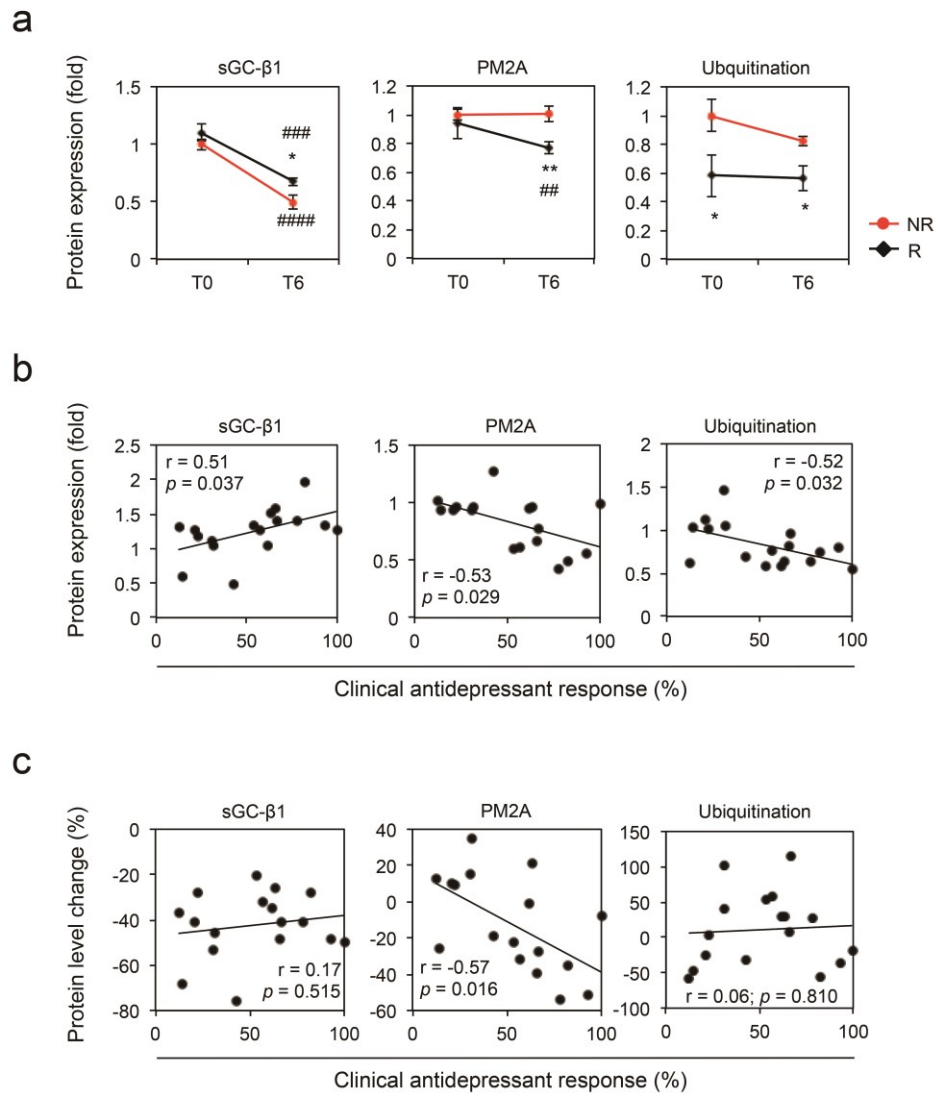 a
sGC-β1
PM2A
Ubquitination
Protein expression (fold)
1.5
1
0.5
0
###
*
####
T0
T6
1.2
1
0.8
0.6
0.4
0.2
0
**
##
T0
T6
1.2
1
0.8
0.6
0.4
0.2
0
*
*
T0
T6
NR
R
b
sGC-β1
PM2A
Ubiquitination
Protein expression (fold)
2.5
2
1.5
1
0.5
0
r = 0.51
p = 0.037
0
50
100
1.5
1
0.5
0
r = -0.53
p = 0.029
0
50
100
2
1.5
1
0.5
0
r = -0.52
p = 0.032
0
50
100
Clinical antidepressant response (%)
c
sGC-β1
PM2A
Ubiquitination
Protein level change (%)
0
-20
-40
-60
-80
r = 0.17
p = 0.515
0
50
100
40
20
0
-20
-40
-60
r = -0.57
p = 0.016
0
50
100
150
100
50
0
-50
-100
r = 0.06; p = 0.810
0
50
100
Clinical antidepressant response (%)